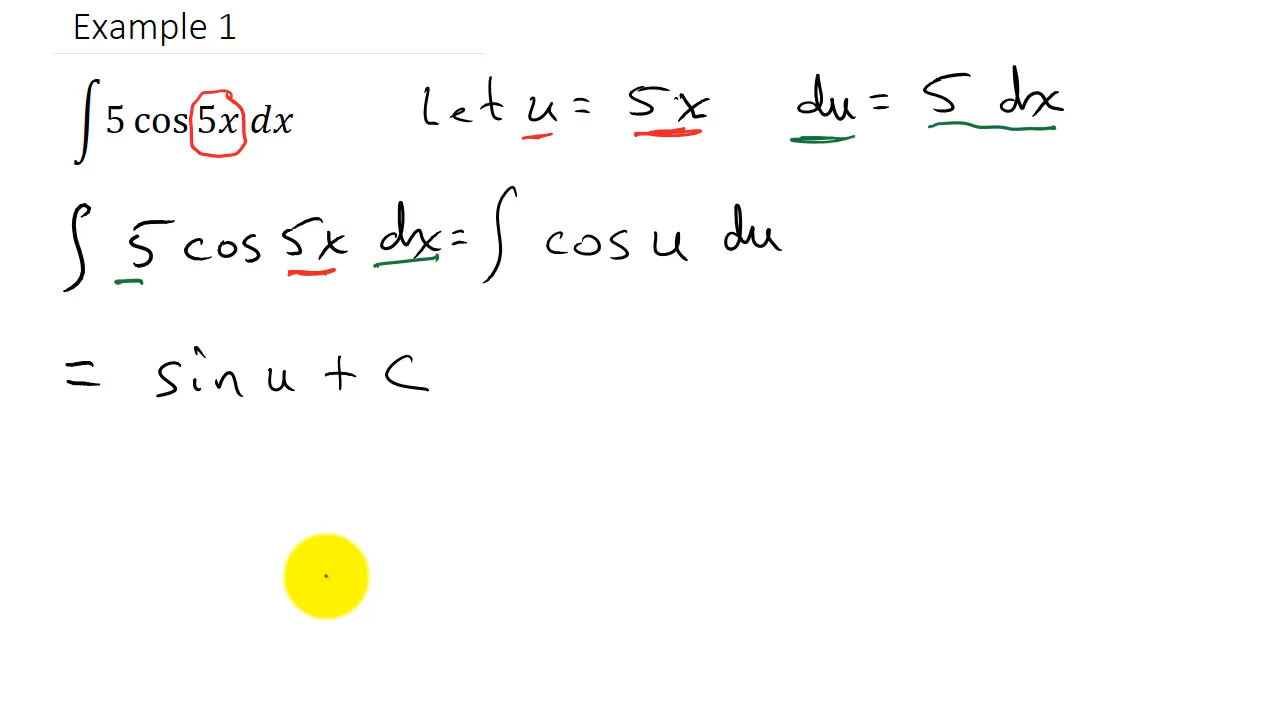 Example 1
∫ 5 cos 5x dx Let u = 5x du = 5 dx
∫ 5 cos 5x dx = ∫ cos u du
= sin u + C